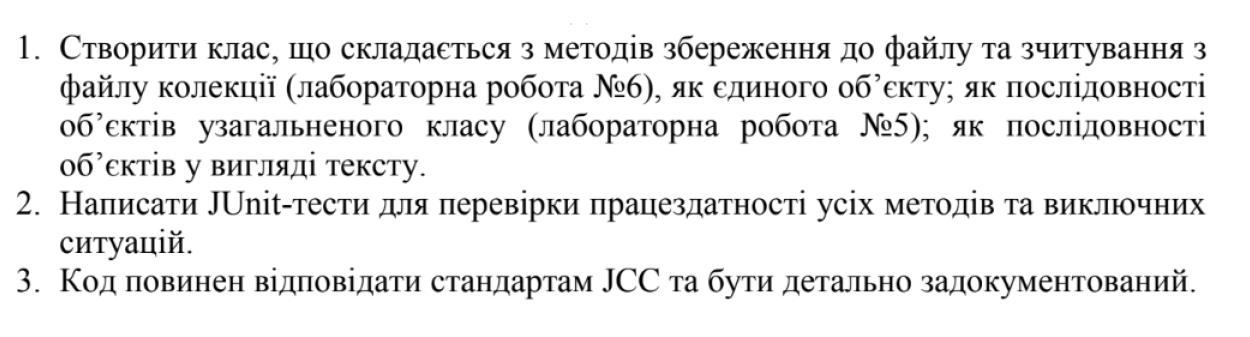 1. Створити клас, що складається з методів збереження до файлу та зчитування з
файлу колекції (лабораторна робота №6), як єдиного об’єкту; як послідовності
об’єктів узагальненого класу (лабораторна робота №5); як послідовності
об’єктів у вигляді тексту.
2. Написати JUnit-тести для перевірки працездатності усіх методів та виключних
ситуацій.
3. Код повинен відповідати стандартам JCC та бути детально задокументований.